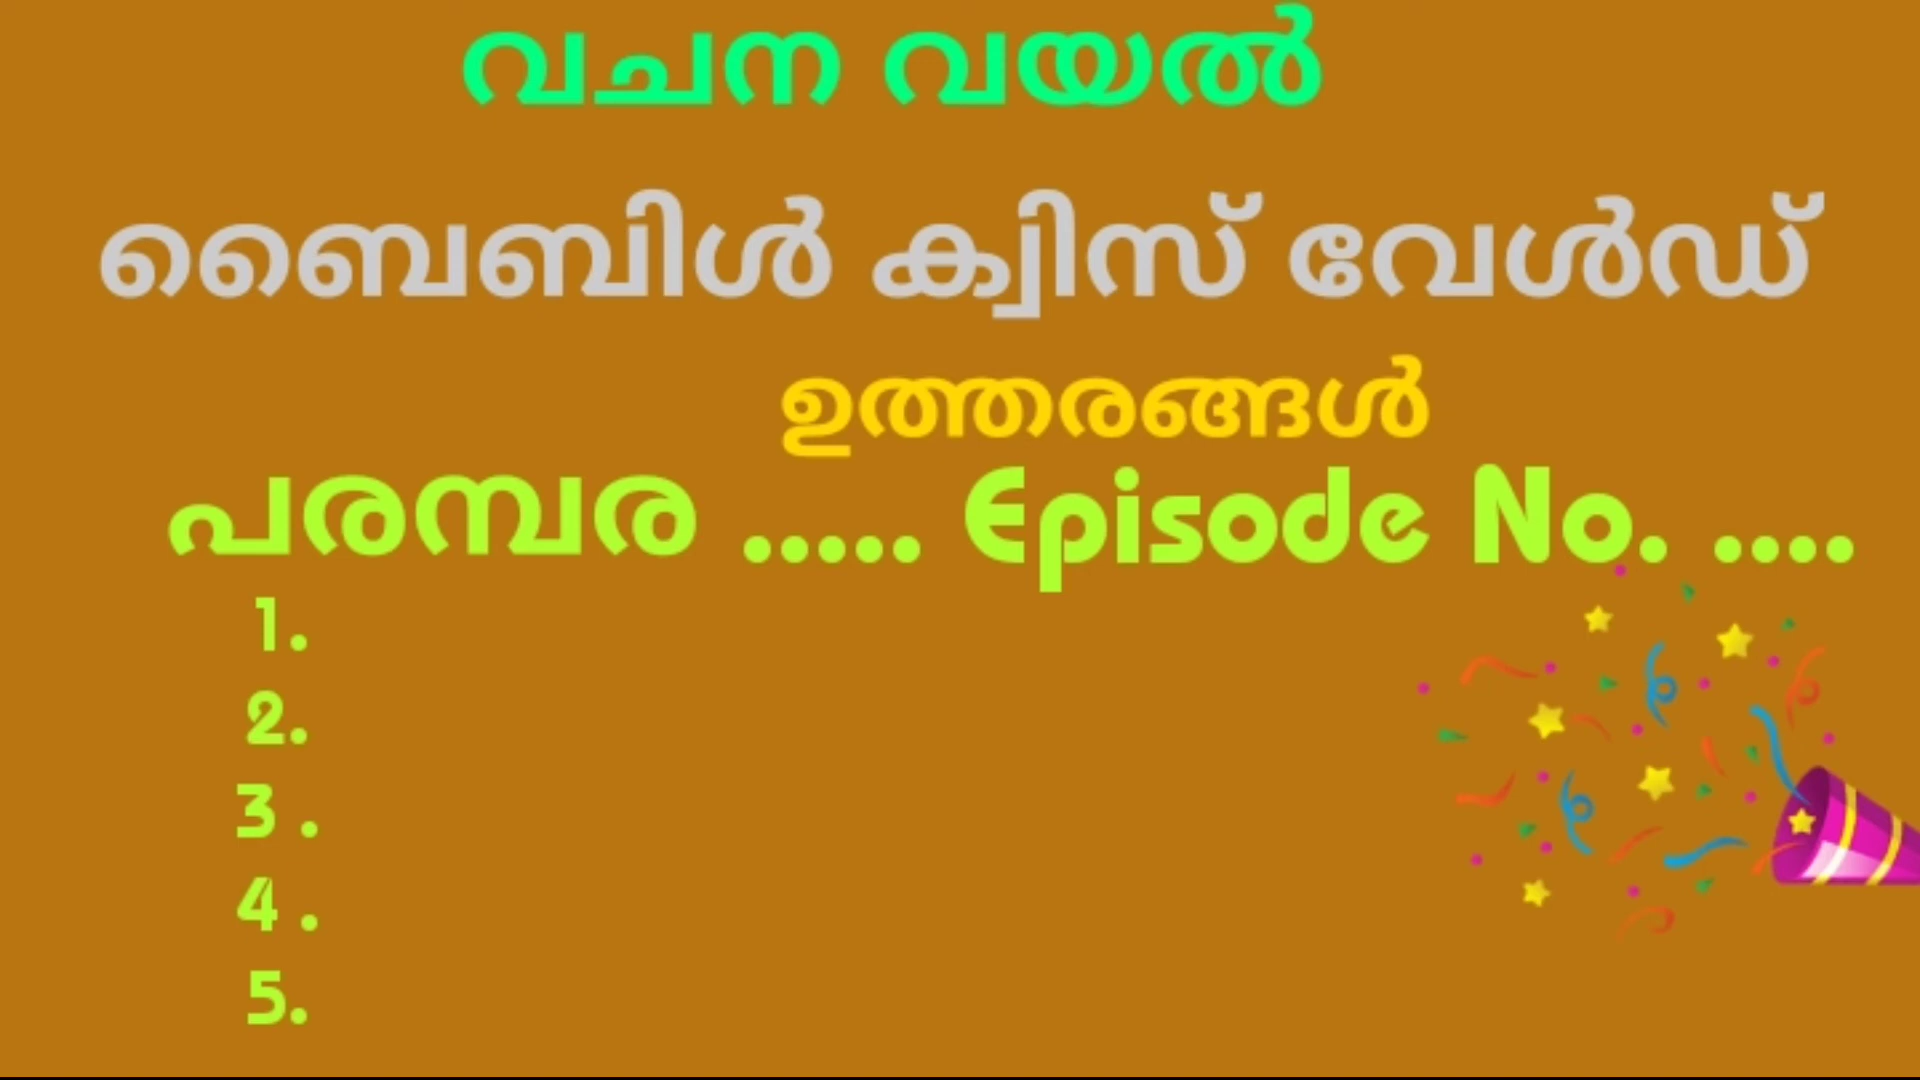 വചന വയൽ
ബൈബിൾ ക്വിസ് വേൾഡ്
ഉത്തരങ്ങൾ
പരമ്പര ..... Episode No. ....
1.
2.
3 .
4 .
5.